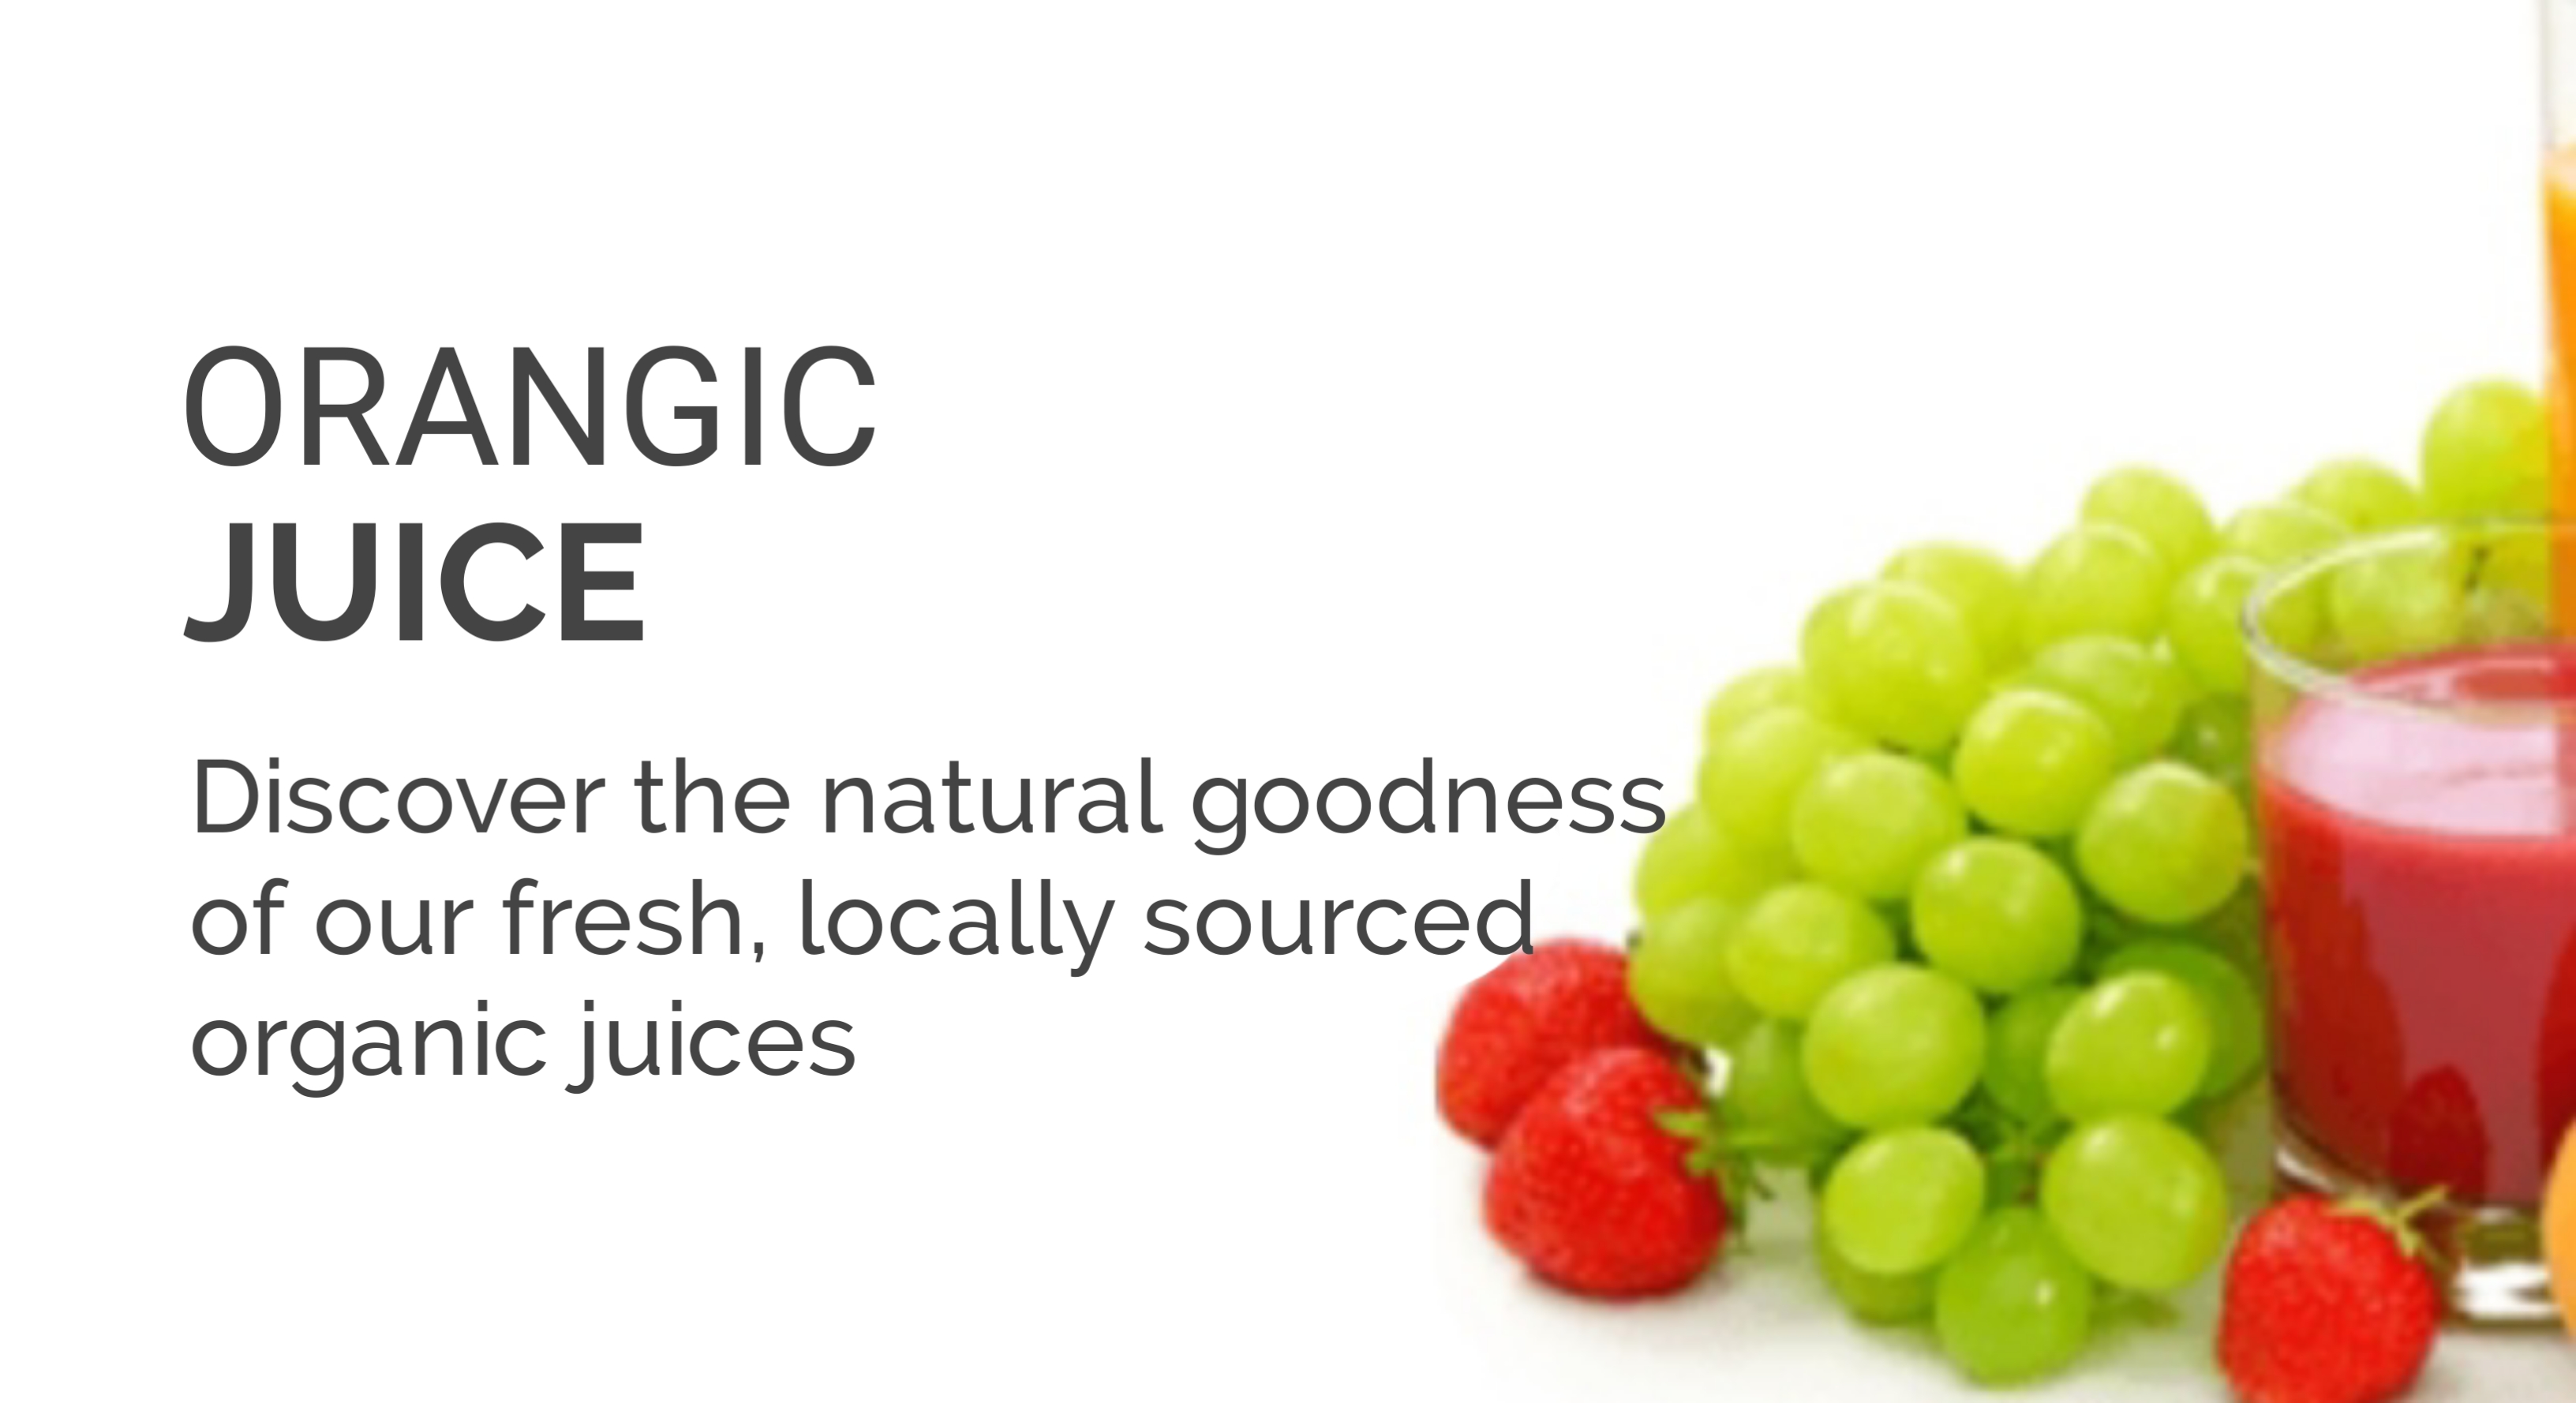 ORANGIC
JUICE
Discover the natural goodness
of our fresh, locally sourced
organic juices